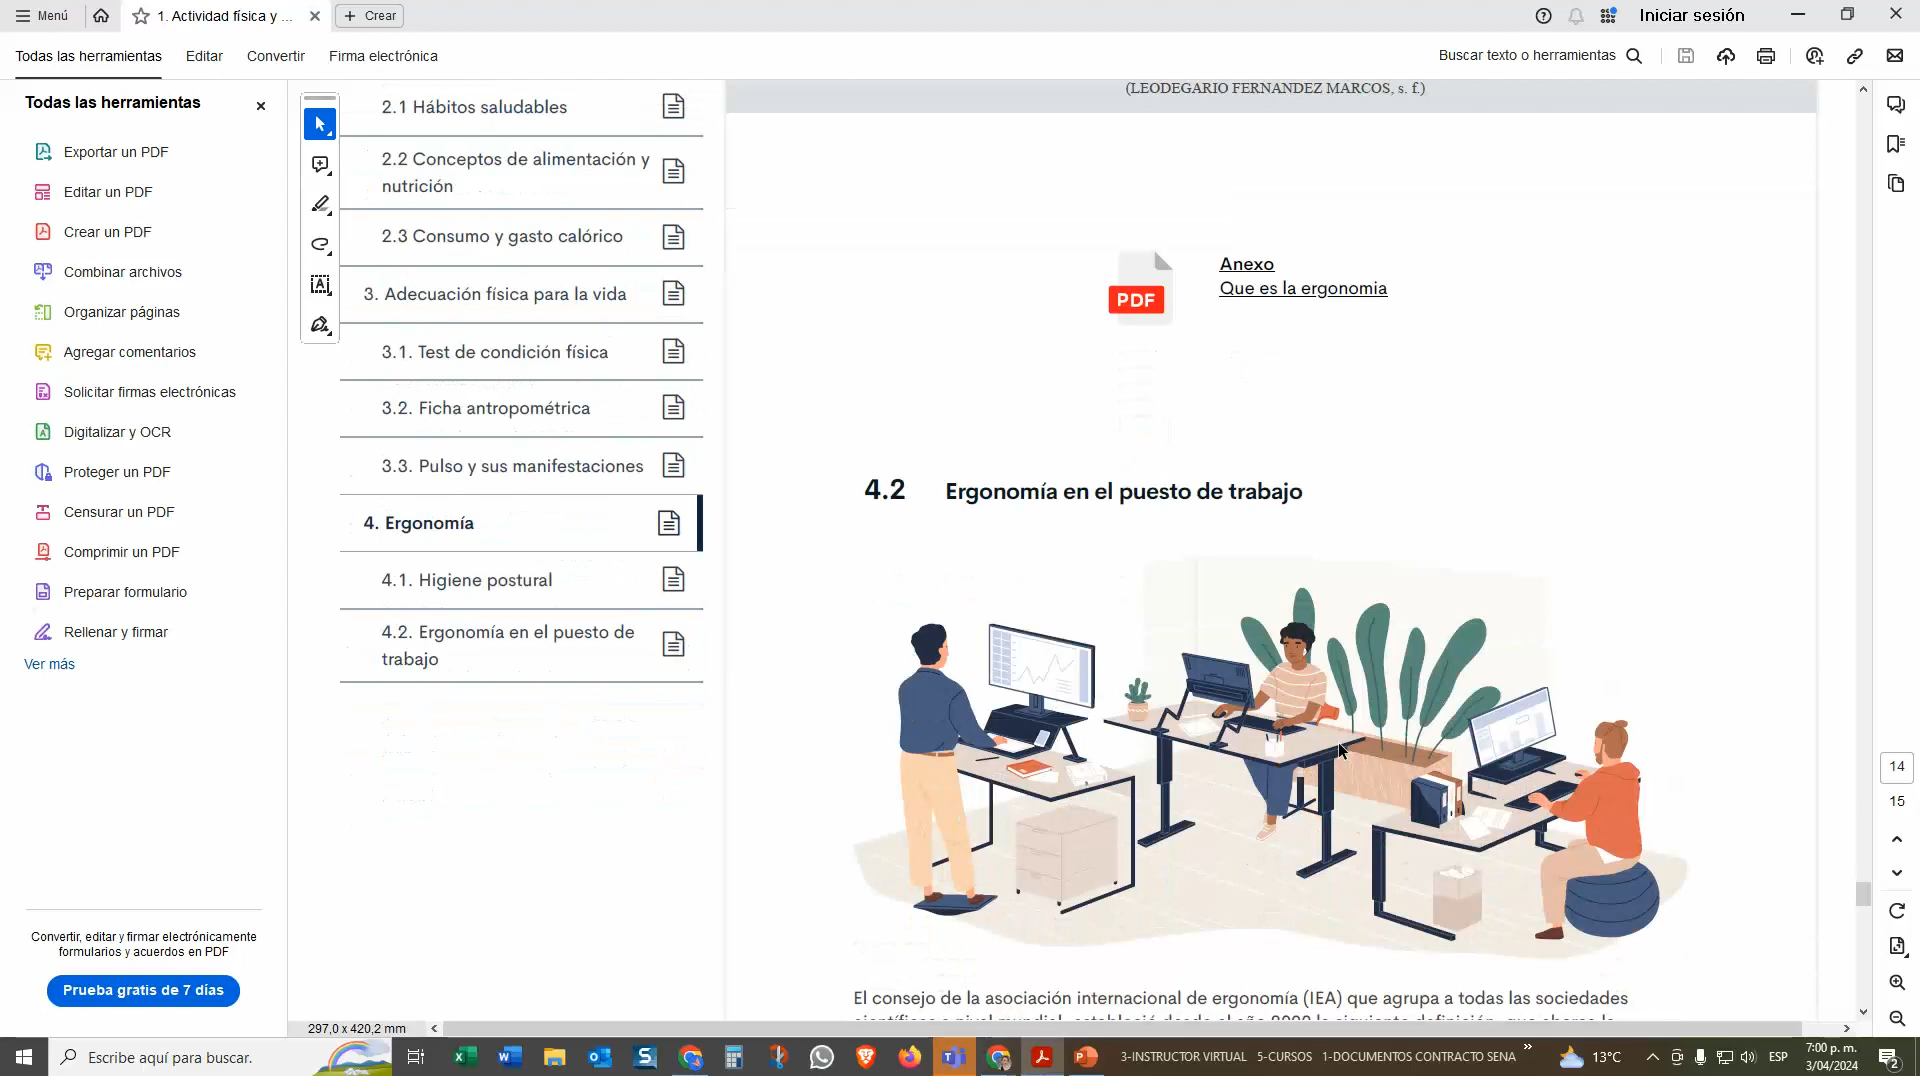 Menú
1. Actividad física y ...
Crear
Iniciar sesión
Todas las herramientas
Editar
Convertir
Firma electrónica
Buscar texto o herramientas
Todas las herramientas
Exportar un PDF
Editar un PDF
Crear un PDF
Combinar archivos
Organizar páginas
Agregar comentarios
Solicitar firmas electrónicas
Digitalizar y OCR
Proteger un PDF
Censurar un PDF
Comprimir un PDF
Preparar formulario
Rellenar y firmar
Ver más
Convertir, editar y firmar electrónicamente
formularios y acuerdos en PDF
Prueba gratis de 7 días
2.1 Hábitos saludables
2.2 Conceptos de alimentación y
nutrición
2.3 Consumo y gasto calórico
3. Adecuación física para la vida
3.1. Test de condición física
3.2. Ficha antropométrica
3.3. Pulso y sus manifestaciones
4. Ergonomía
4.1. Higiene postural
4.2. Ergonomía en el puesto de
trabajo
297,0 x 420,2 mm
(LEODEGARIO FERNANDEZ MARCOS, s. f.)
PDF
Anexo
Que es la ergonomia
4.2 Ergonomía en el puesto de trabajo
El consejo de la asociación internacional de ergonomía (IEA) que agrupa a todas las sociedades
14
15
Escribe aquí para buscar.
3-INSTRUCTOR VIRTUAL
5-CURSOS
1-DOCUMENTOS CONTRACTO SENA
13°C
ESP
7:00 p. m.
3/04/2024
2